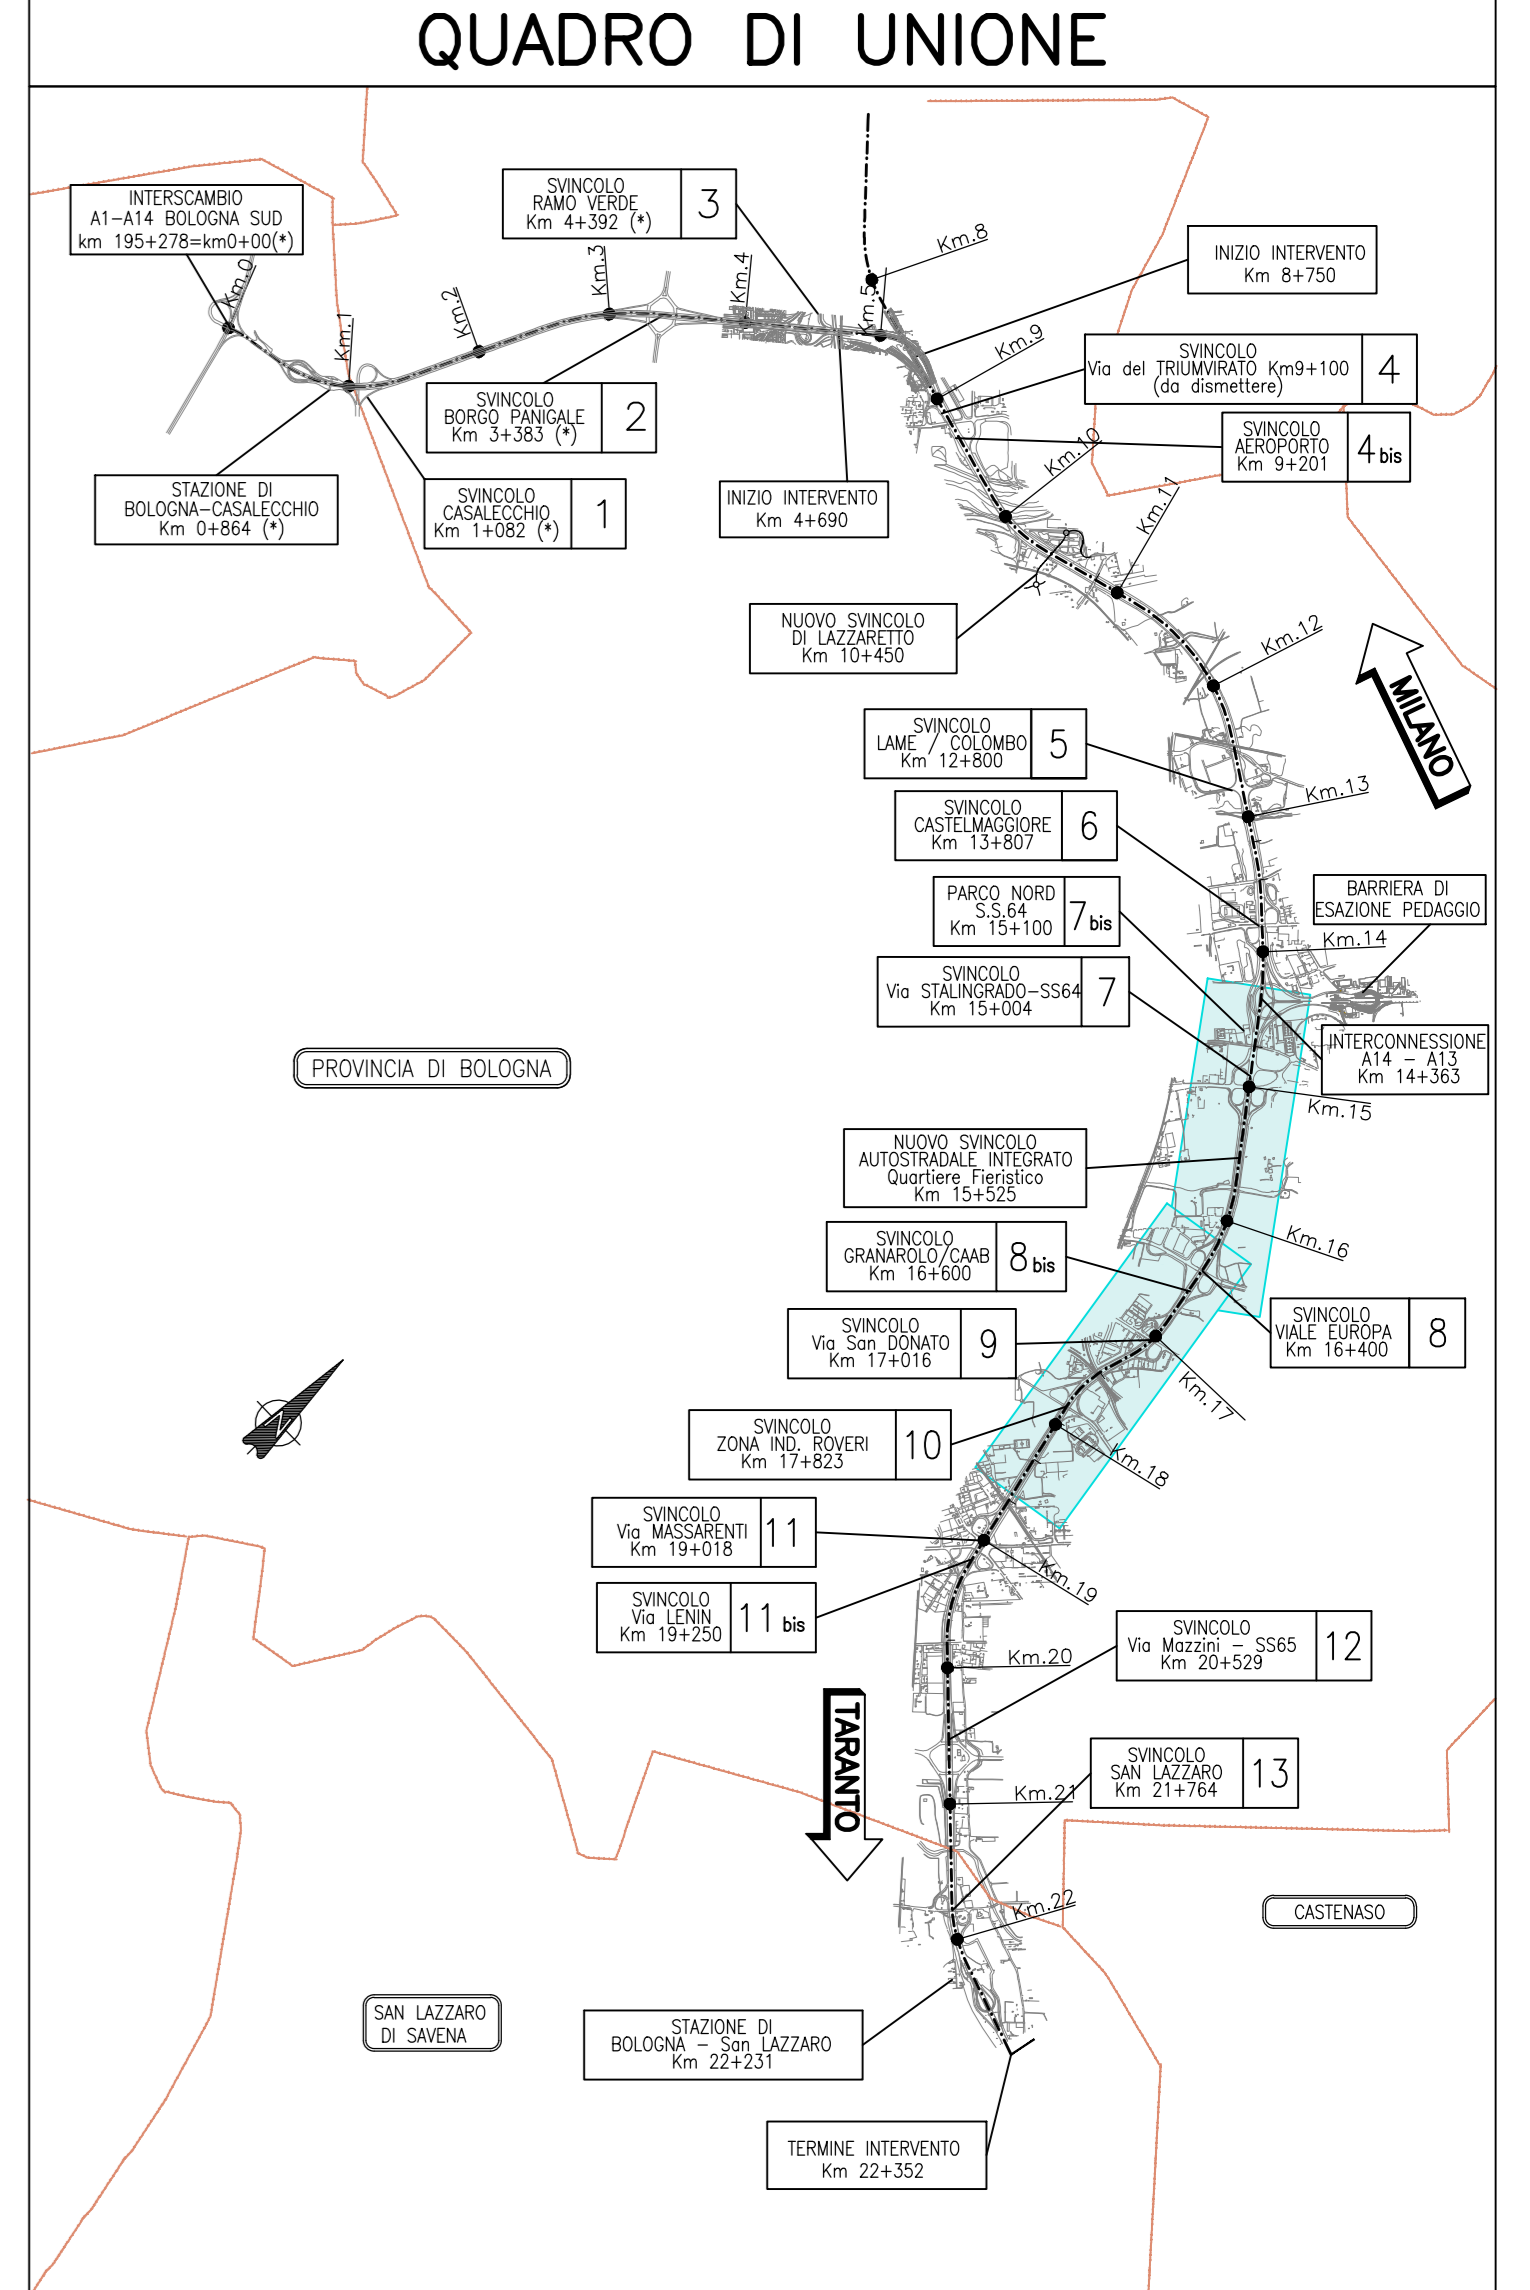 QUADRO DI UNIONE
INTERSCAMBIO
A1-A14 BOLOGNA SUD
km 195+278=km0+00(*)
SVINCOLO
RAMO VERDE
Km 4+392 (*)
3
Km.8
INIZIO INTERVENTO
Km 8+750
Km.0
Km.1
Km.2
Km.3
Km.4
Km.5
Km.9
SVINCOLO
Via del TRIUMVIRATO Km9+100
(da dismettere)
4
SVINCOLO
BORGO PANIGALE
Km 3+383 (*)
2
SVINCOLO
AEROPORTO
Km 9+201
4 bis
Km.10
STAZIONE DI
BOLOGNA-CASALECCHIO
Km 0+864 (*)
SVINCOLO
CASALECCHIO
Km 1+082 (*)
1
INIZIO INTERVENTO
Km 4+690
Km.11
NUOVO SVINCOLO
DI LAZZARETTO
Km 10+450
Km.12
MILANO
SVINCOLO
LAME / COLOMBO
Km 12+800
5
Km.13
SVINCOLO
CASTELMAGGIORE
Km 13+807
6
PARCO NORD
S.S.64
Km 15+100
7 bis
BARRIERA DI
ESAZIONE PEDAGGIO
Km.14
SVINCOLO
Via STALINGRADO-SS64
Km 15+004
7
INTERCONNESSIONE
A14 - A13
Km 14+363
PROVINCIA DI BOLOGNA
Km.15
NUOVO SVINCOLO
AUTOSTRADALE INTEGRATO
Quartiere Fieristico
Km 15+525
Km.16
SVINCOLO
GRANAROLO/CAAB
Km 16+600
8 bis
SVINCOLO
VIALE EUROPA
Km 16+400
8
SVINCOLO
Via San DONATO
Km 17+016
9
Km.17
SVINCOLO
ZONA IND. ROVERI
Km 17+823
10
Km.18
SVINCOLO
Via MASSARENTI
Km 19+018
11
Km.19
SVINCOLO
Via LENIN
Km 19+250
11 bis
SVINCOLO
Via Mazzini - SS65
Km 20+529
12
Km.20
TARANTO
SVINCOLO
SAN LAZZARO
Km 21+764
13
Km.21
Km.22
CASTENASO
SAN LAZZARO
DI SAVENA
STAZIONE DI
BOLOGNA - San LAZZARO
Km 22+231
TERMINE INTERVENTO
Km 22+352